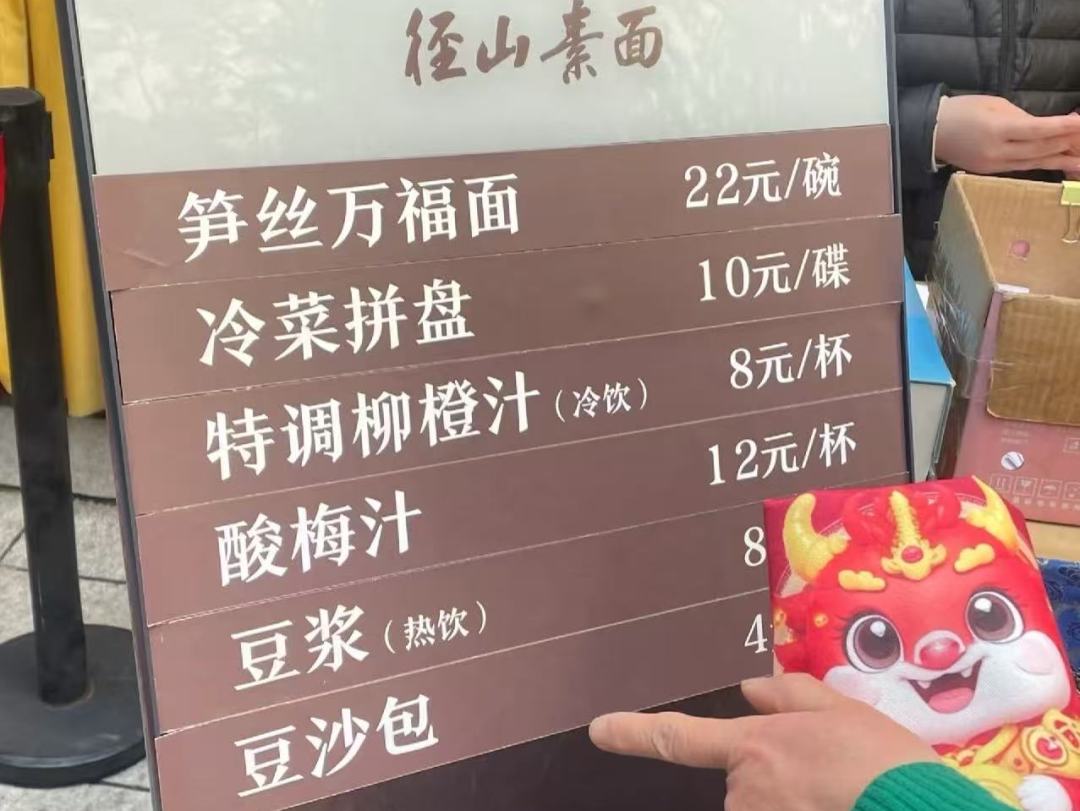 径山素面
笋丝万福面 22元/碗
冷菜拼盘 10元/碟
特调柳橙汁（冷饮） 8元/杯
酸梅汁 12元/杯
豆浆（热饮） 8
豆沙包 4